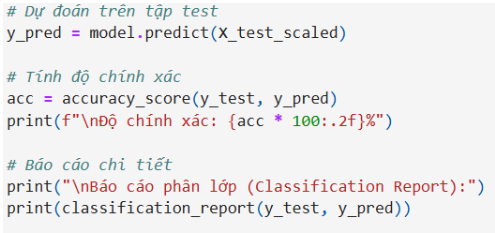 # Dự đoán trên tập test
y_pred = model.predict(X_test_scaled)
# Tính độ chính xác
acc = accuracy_score(y_test, y_pred)
print(f"\nĐộ chính xác: {acc * 100:.2f}%")
# Báo cáo chi tiết
print("\nBáo cáo phân lớp (Classification Report):")
print(classification_report(y_test, y_pred))